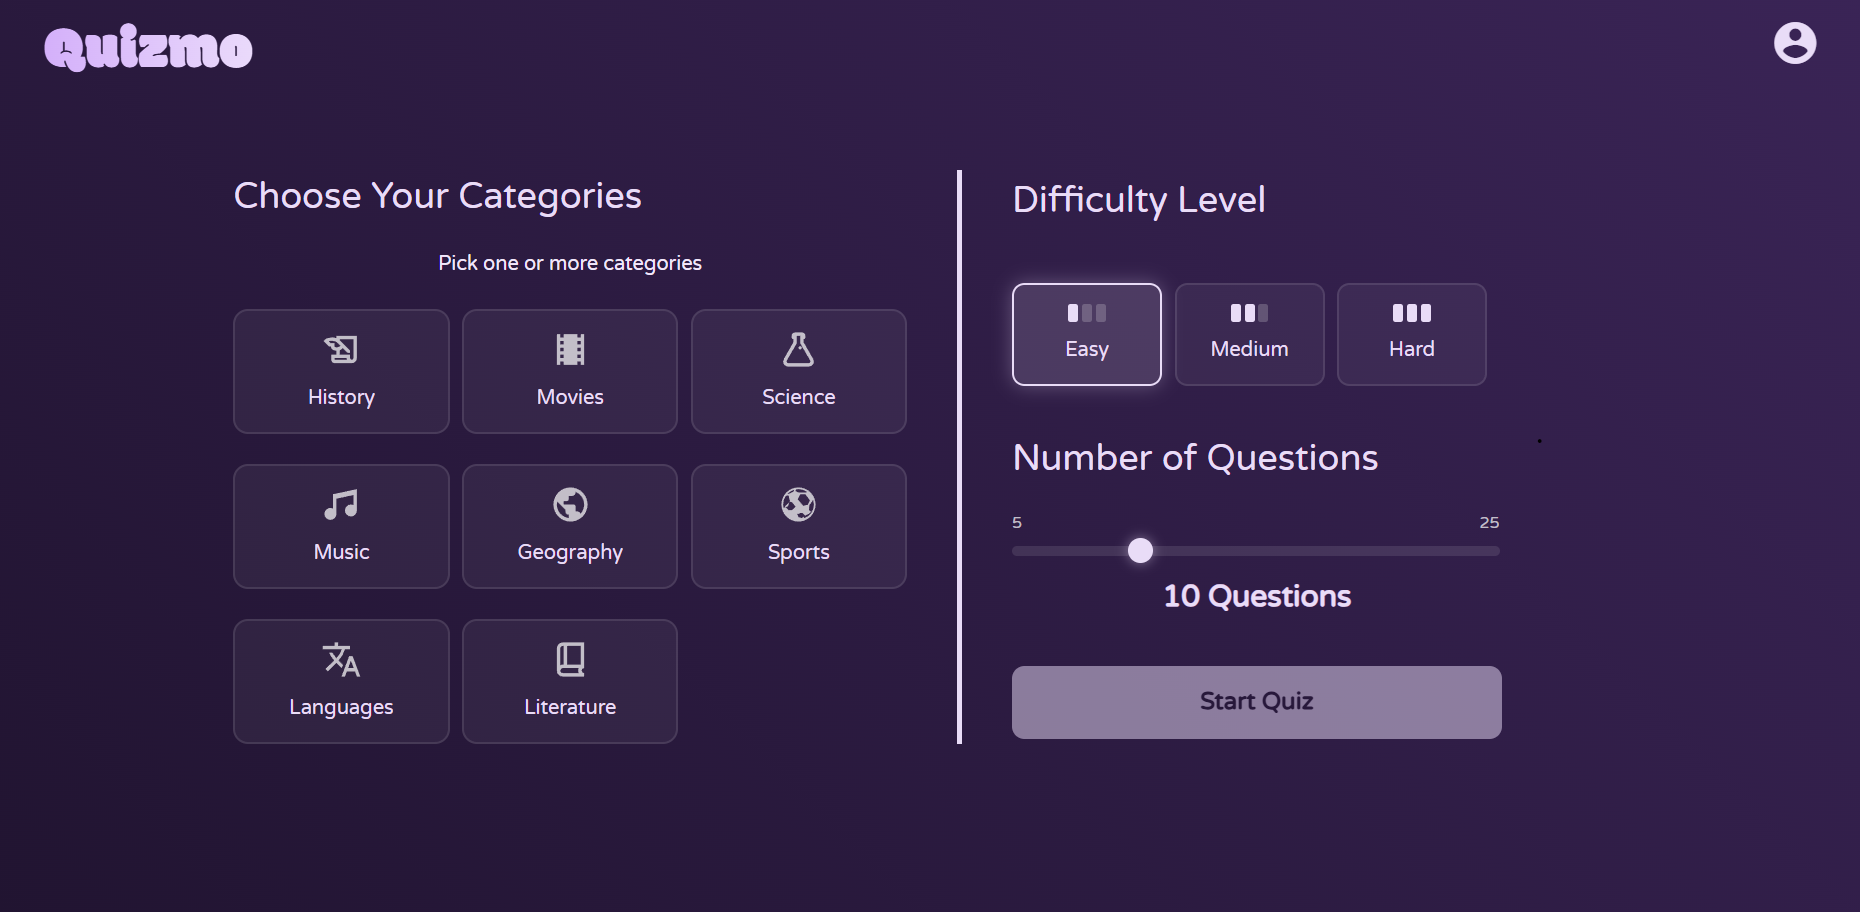 Quizmo
Choose Your Categories
Pick one or more categories
History
Movies
Science
Music
Geography
Sports
Languages
Literature
Difficulty Level
Easy
Medium
Hard
Number of Questions
5
25
10 Questions
Start Quiz